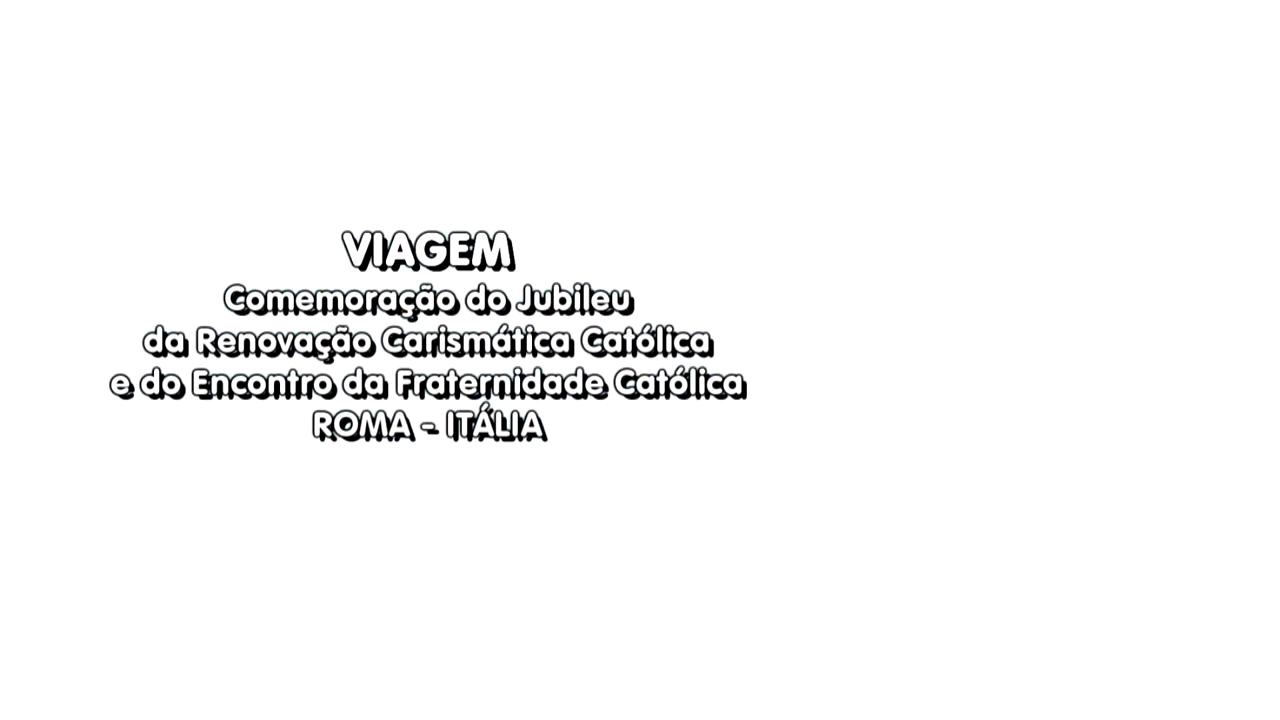 VIAGEM
Comemoração do Jubileu
da Renovação Carismática Católica
e do Encontro da Fraternidade Católica
ROMA - ITÁLIA